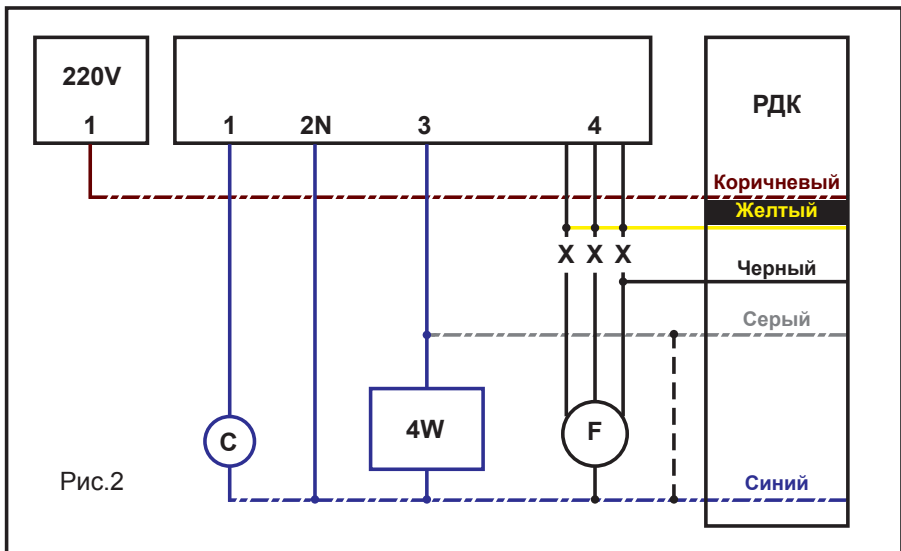 220V
1
1 2N 3 4
РДК
Коричневый
Желтый
X X X
Черный
Серый
C
4W
F
Рис.2
Синий